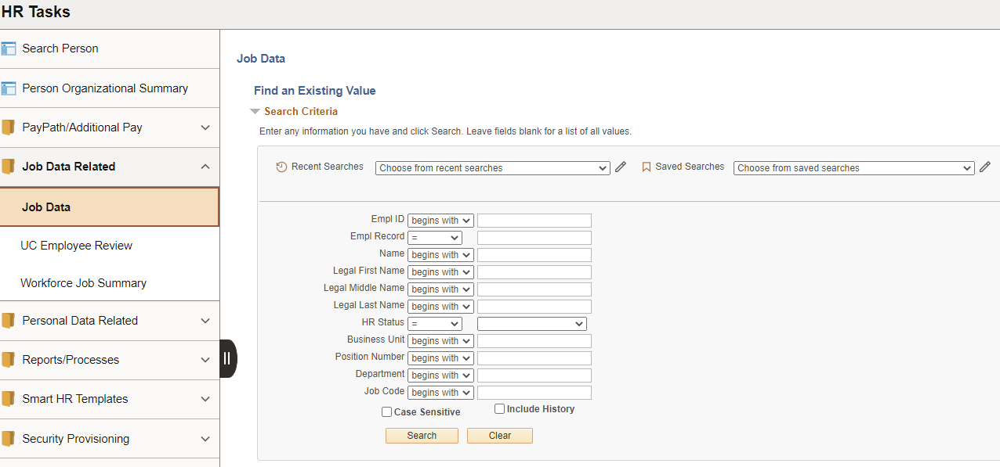 HR Tasks
Search Person
Person Organizational Summary
PayPath/Additional Pay
Job Data Related
Job Data
UC Employee Review
Workforce Job Summary
Personal Data Related
Reports/Processes
Smart HR Templates
Security Provisioning
Job Data
Find an Existing Value
Search Criteria
Enter any information you have and click Search. Leave fields blank for a list of all values.
Recent Searches Choose from recent searches Saved Searches Choose from saved searches
Empl ID begins with
Empl Record =
Name begins with
Legal First Name begins with
Legal Middle Name begins with
Legal Last Name begins with
HR Status =
Business Unit begins with
Position Number begins with
Department begins with
Job Code begins with
Case Sensitive Include History
Search Clear